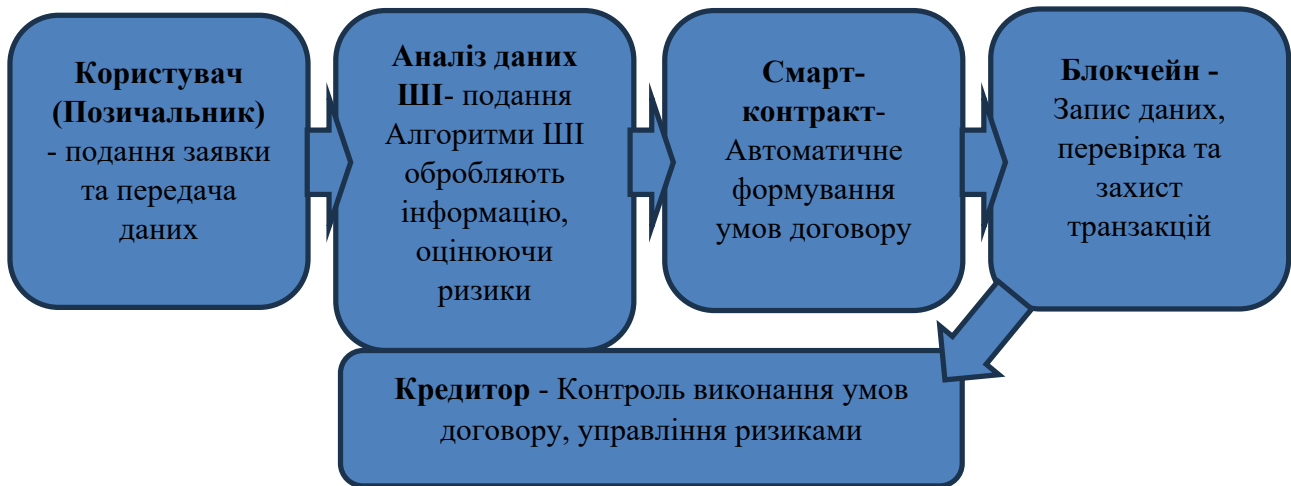 Користувач
(Позичальник)
- подання заявки
та передача
даних
Аналіз даних
ШІ- подання
Алгоритми ШІ
обробляють
інформацію,
оцінюючи
ризики
Смарт-
контракт-
Автоматичне
формування
умов договору
Блокчейн -
Запис даних,
перевірка та
захист
транзакцій
Кредитор - Контроль виконання умов
договору, управління ризиками